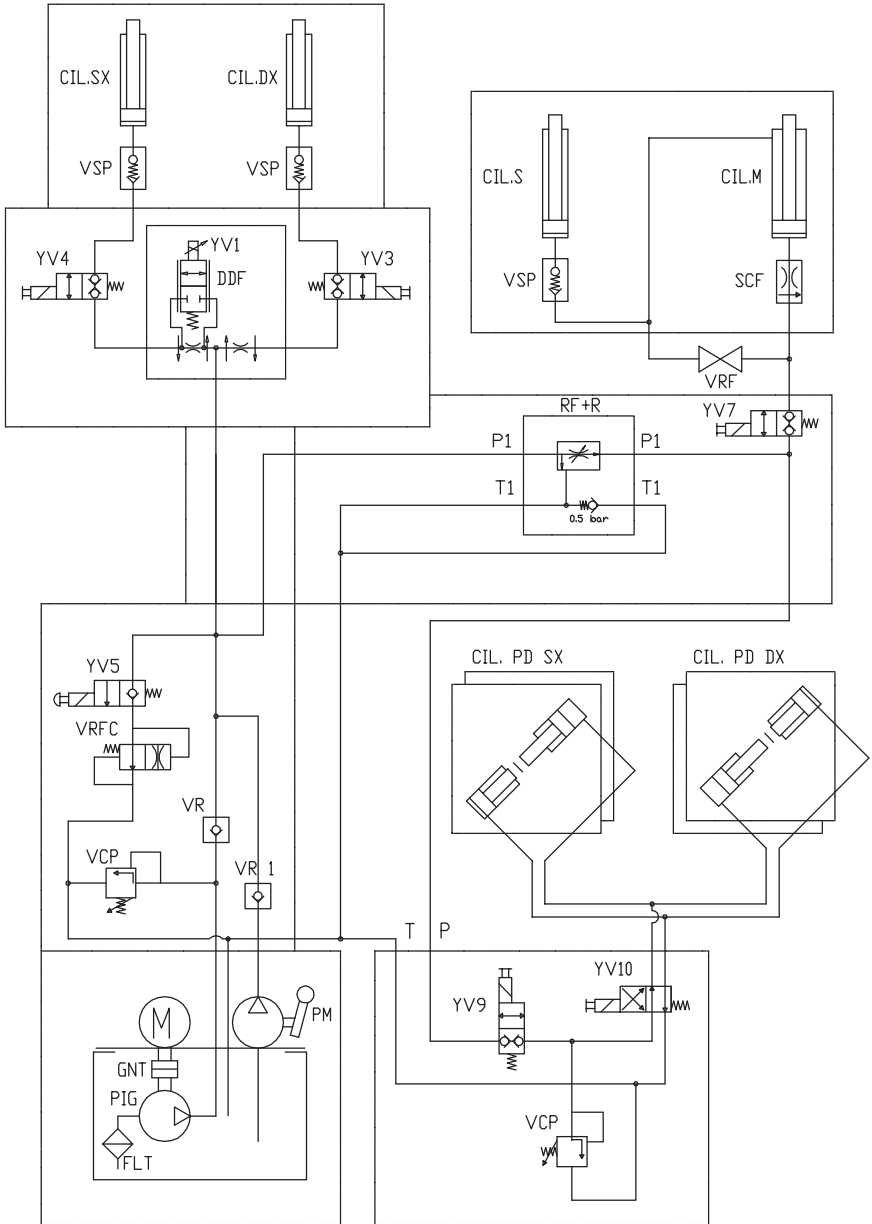 CIL.SX
CIL.DX
VSP
VSP
CIL.S
CIL.M
VSP
SCF
YV4
YV1
DDF
YV3
VRF
YV7
RF+R
P1
P1
T1
T1
0.5 bar
YV5
VRFC
VR
VCP
VR 1
CIL. PD SX
CIL. PD DX
T
P
YV10
YV9
M
PM
GNT
PIG
FLT
VCP